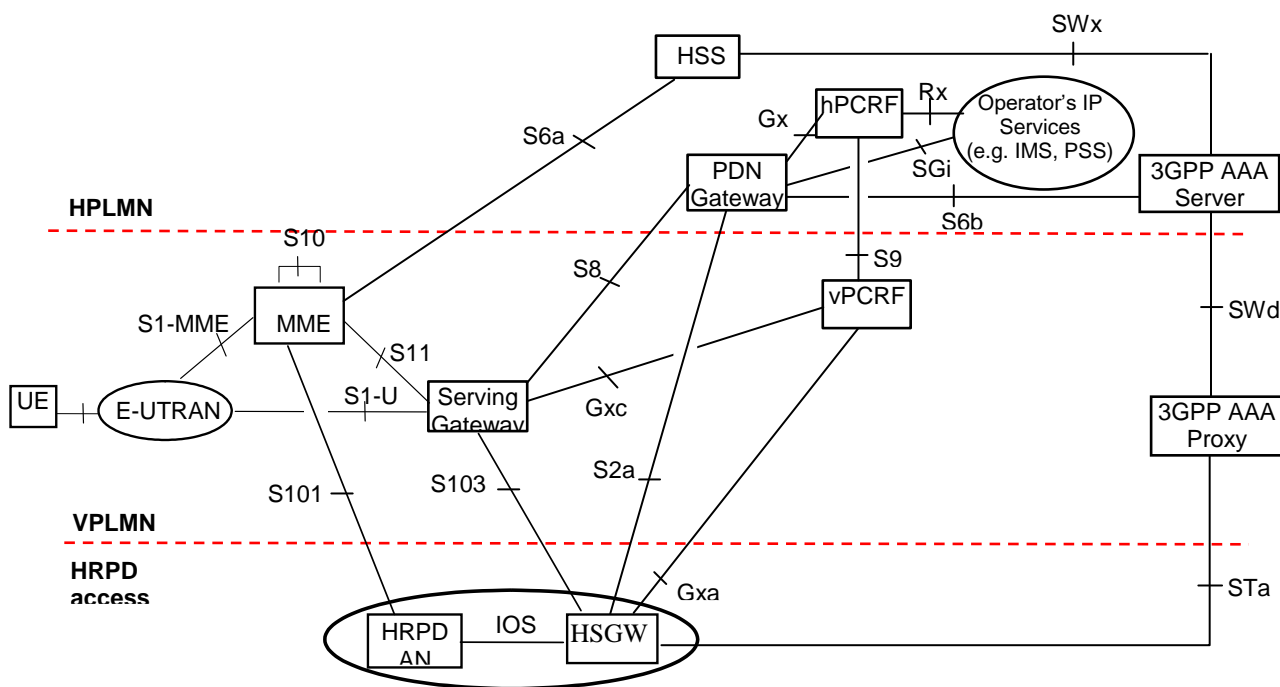 SWx
HSS
hPCRF
Rx
Operator's IP
Services
(e.g. IMS, PSS)
Gx
S6a
SGi
PDN
Gateway
3GPP AAA
Server
S6b
HPLMN
S10
S8
S9
vPCRF
S1-MME
MME
SWd
S11
UE
E-UTRAN
S1-U
Serving
Gateway
Gxc
3GPP AAA
Proxy
S101
S103
S2a
VPLMN
HRPD
access
Gxa
STa
HRPD
AN
IOS
HSGW